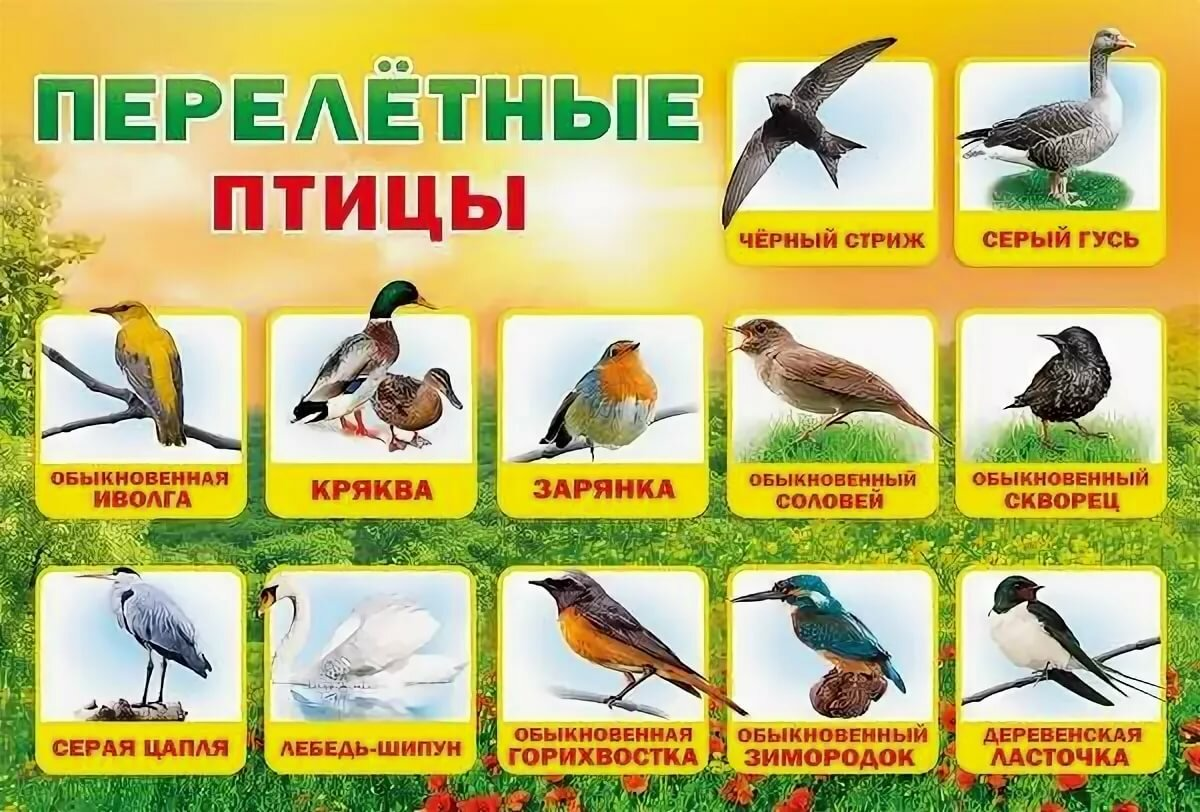 ПЕРЕЛЁТНЫЕ
ПТИЦЫ
ЧЁРНЫЙ СТРИЖ
СЕРЫЙ ГУСЬ
ОБЫКНОВЕННАЯ
ИВОЛГА
КРЯКВА
ЗАРЯНКА
ОБЫКНОВЕННЫЙ
СОЛОВЕЙ
ОБЫКНОВЕННЫЙ
СКВОРЕЦ
СЕРАЯ ЦАПЛЯ
ЛЕБЕДЬ-ШИПУН
ОБЫКНОВЕННАЯ
ГОРИХВОСТКА
ОБЫКНОВЕННЫЙ
ЗИМОРОДОК
ДЕРЕВЕНСКАЯ
ЛАСТОЧКА